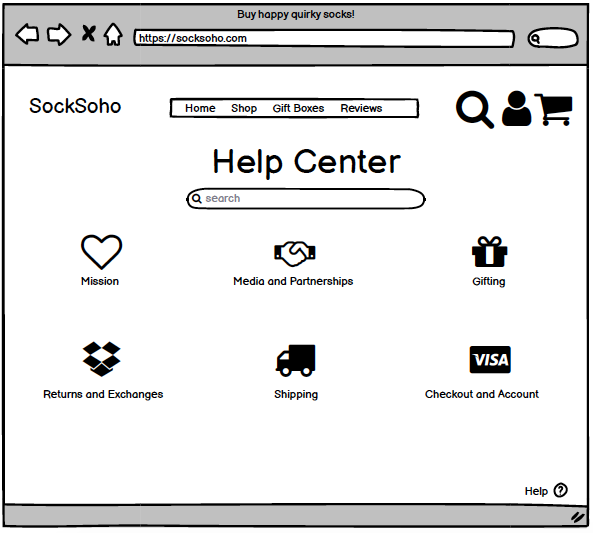 Buy happy quirky socks!
https://socksoho.com
SockSoho
Home Shop Gift Boxes Reviews
Help Center
search
Mission Media and Partnerships Gifting
VISA
Returns and Exchanges Shipping Checkout and Account
Help ?